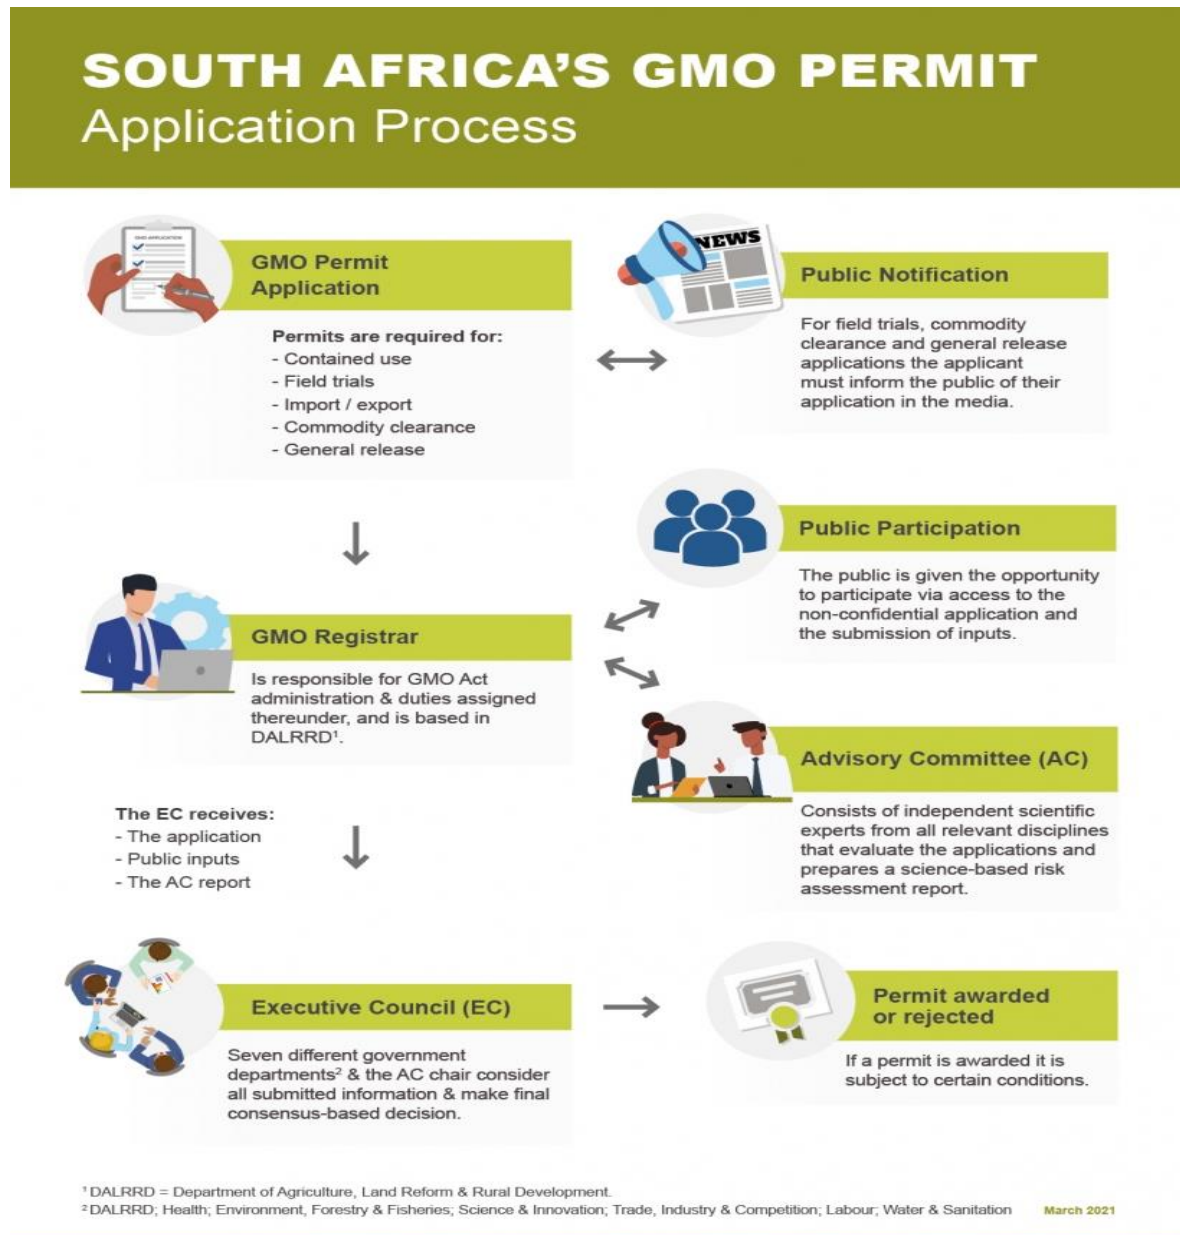 SOUTH AFRICA'S GMO PERMIT
Application Process
GMO APPLICATION
GMO Permit
Application
Permits are required for:
- Contained use
- Field trials
- Import / export
- Commodity clearance
- General release
NEWS
Public Notification
For field trials, commodity
clearance and general release
applications the applicant
must inform the public of their
application in the media.
Public Participation
The public is given the opportunity
to participate via access to the
non-confidential application and
the submission of inputs.
GMO Registrar
Is responsible for GMO Act
administration & duties assigned
thereunder, and is based in
DALRRD¹.
Advisory Committee (AC)
Consists of independent scientific
experts from all relevant disciplines
that evaluate the applications and
prepares a science-based risk
assessment report.
The EC receives:
- The application
- Public inputs
- The AC report
Executive Council (EC)
Seven different government
departments² & the AC chair consider
all submitted information & make final
consensus-based decision.
Permit awarded
or rejected
If a permit is awarded it is
subject to certain conditions.
¹ DALRRD = Department of Agriculture, Land Reform & Rural Development.
² DALRRD; Health; Environment, Forestry & Fisheries; Science & Innovation; Trade, Industry & Competition; Labour; Water & Sanitation
March 2021